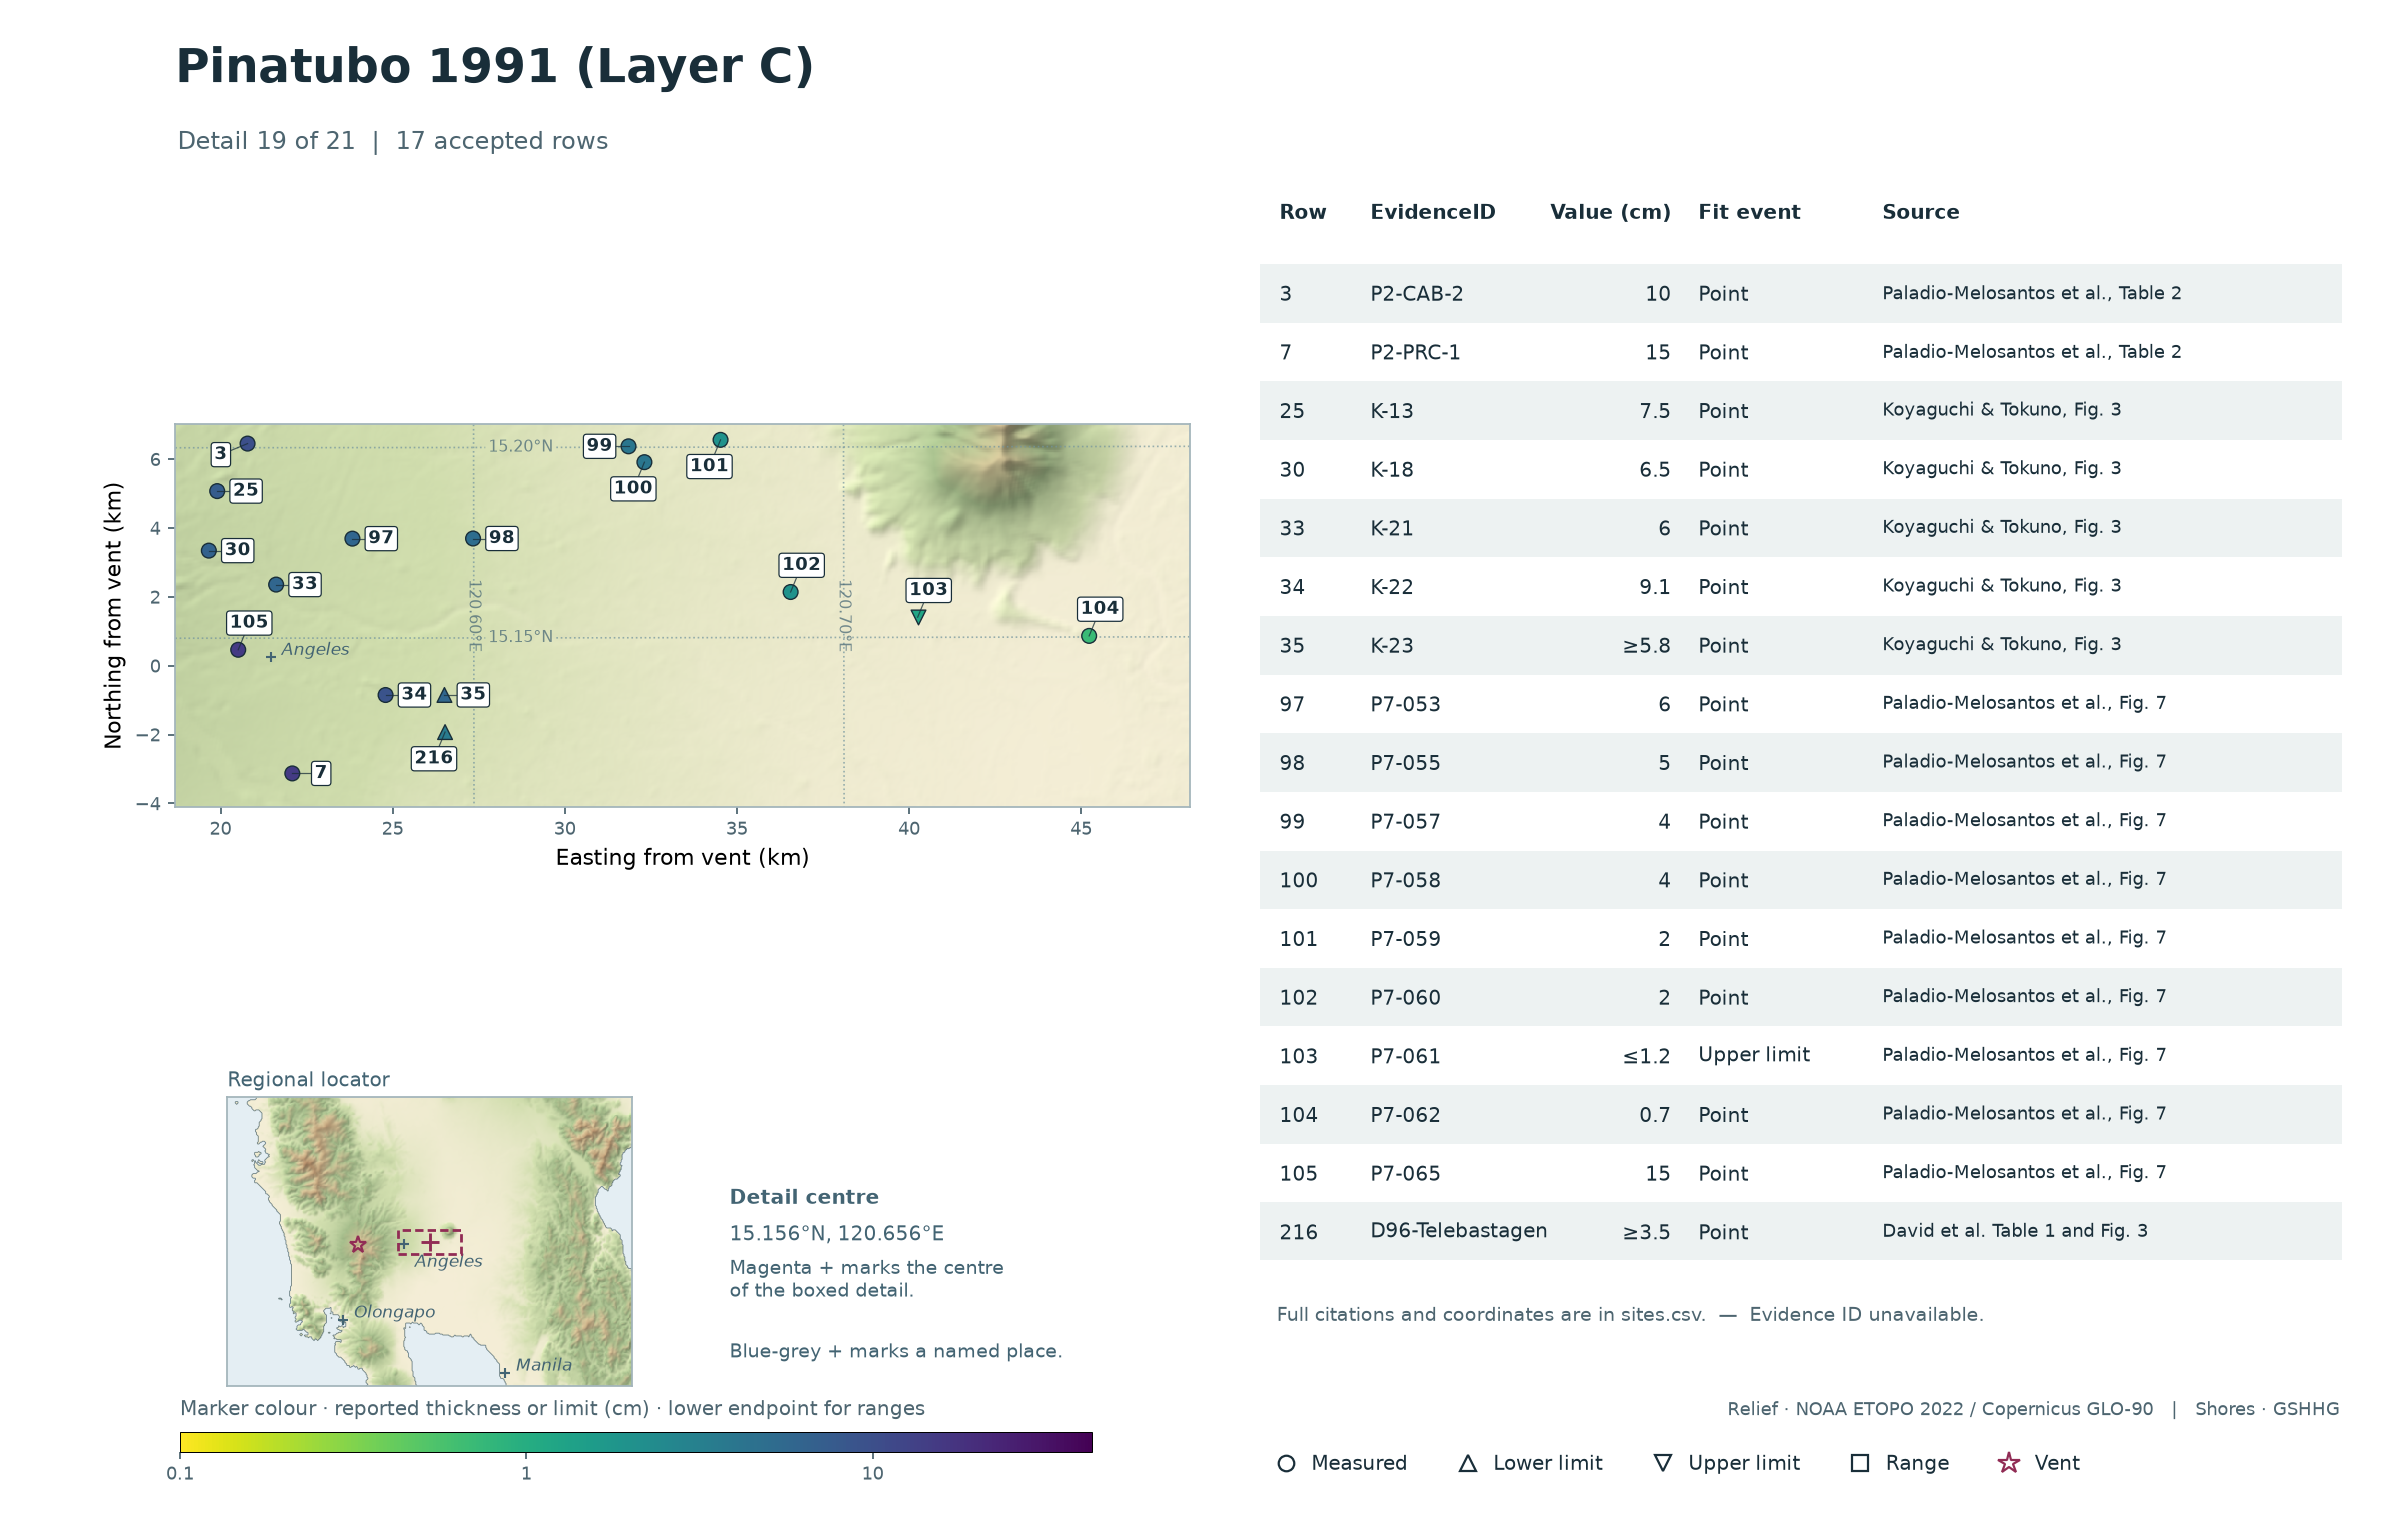 Pinatubo 1991 (Layer C)
Detail 19 of 21 | 17 accepted rows
Row EvidenceID Value (cm) Fit event Source
3 P2-CAB-2 10 Point Paladio-Melosantos et al., Table 2
7 P2-PRC-1 15 Point Paladio-Melosantos et al., Table 2
25 K-13 7.5 Point Koyaguchi & Tokuno, Fig. 3
30 K-18 6.5 Point Koyaguchi & Tokuno, Fig. 3
33 K-21 6 Point Koyaguchi & Tokuno, Fig. 3
34 K-22 9.1 Point Koyaguchi & Tokuno, Fig. 3
35 K-23 ≥5.8 Point Koyaguchi & Tokuno, Fig. 3
97 P7-053 6 Point Paladio-Melosantos et al., Fig. 7
98 P7-055 5 Point Paladio-Melosantos et al., Fig. 7
99 P7-057 4 Point Paladio-Melosantos et al., Fig. 7
100 P7-058 4 Point Paladio-Melosantos et al., Fig. 7
101 P7-059 2 Point Paladio-Melosantos et al., Fig. 7
102 P7-060 2 Point Paladio-Melosantos et al., Fig. 7
103 P7-061 ≤1.2 Upper limit Paladio-Melosantos et al., Fig. 7
104 P7-062 0.7 Point Paladio-Melosantos et al., Fig. 7
105 P7-065 15 Point Paladio-Melosantos et al., Fig. 7
216 D96-Telebastagen ≥3.5 Point David et al. Table 1 and Fig. 3
Full citations and coordinates are in sites.csv. — Evidence ID unavailable.
Northing from vent (km)
6
4
2
0
−2
−4
3
99
15.20°N
101
25
100
97
98
30
102
33
103
120.60°E
120.70°E
104
105
15.15°N
Angeles
34
35
216
7
20 25 30 35 40 45
Easting from vent (km)
Regional locator
Angeles
Olongapo
Manila
Detail centre
15.156°N, 120.656°E
Magenta + marks the centre
of the boxed detail.
Blue-grey + marks a named place.
Marker colour · reported thickness or limit (cm) · lower endpoint for ranges
0.1 1 10
Relief · NOAA ETOPO 2022 / Copernicus GLO-90 | Shores · GSHHG
Measured Lower limit Upper limit Range Vent